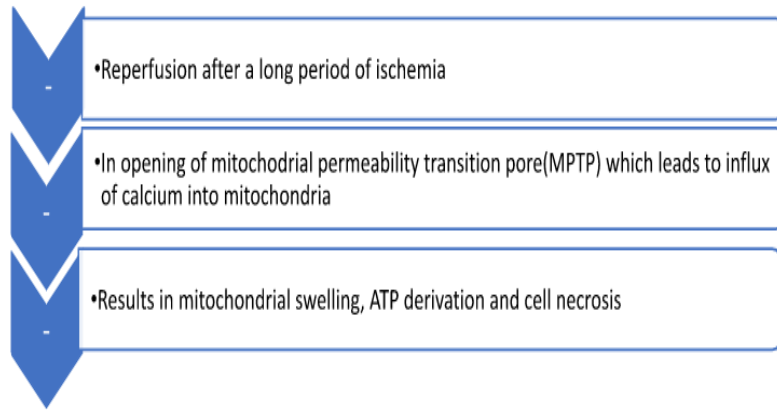 -
•Reperfusion after a long period of ischemia
-
•In opening of mitochodrial permeability transition pore(MPTP) which leads to influx
of calcium into mitochondria
-
•Results in mitochondrial swelling, ATP derivation and cell necrosis